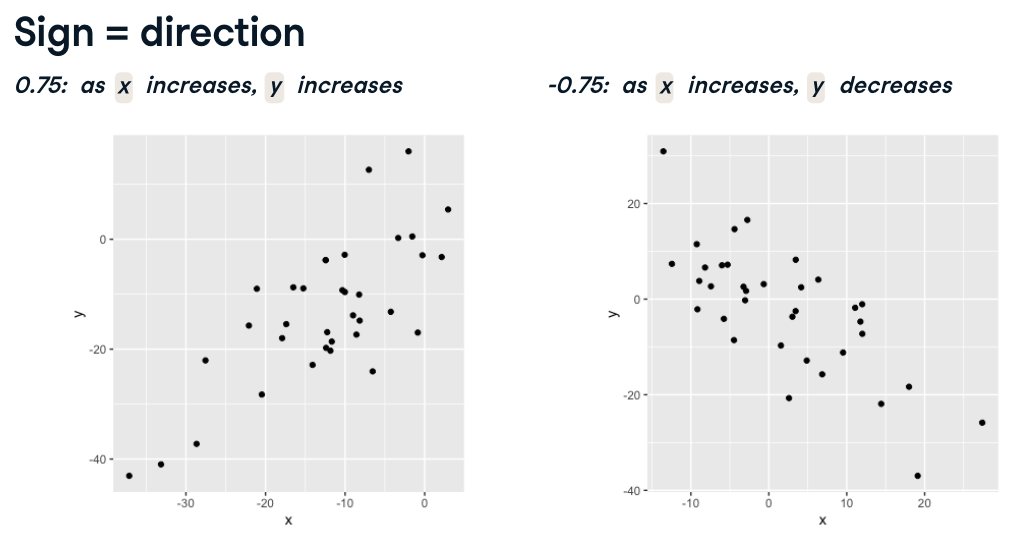 Sign = direction
0.75: as x increases, y increases
-0.75: as x increases, y decreases
0
-20
-40
y
-30 -20 -10 0
x
20
0
-20
-40
y
-10 0 10 20
x